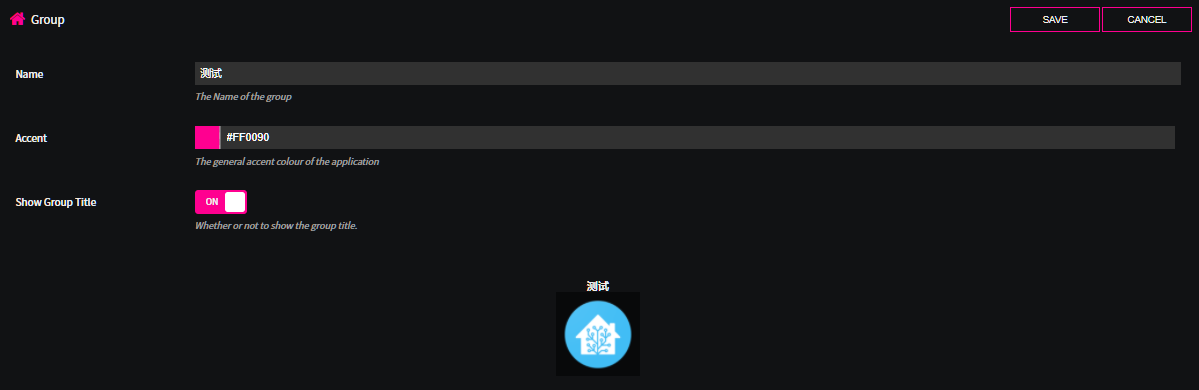 Group
SAVE CANCEL
Name
测试
The Name of the group
Accent
#FF0090
The general accent colour of the application
Show Group Title
ON
Whether or not to show the group title.
测试